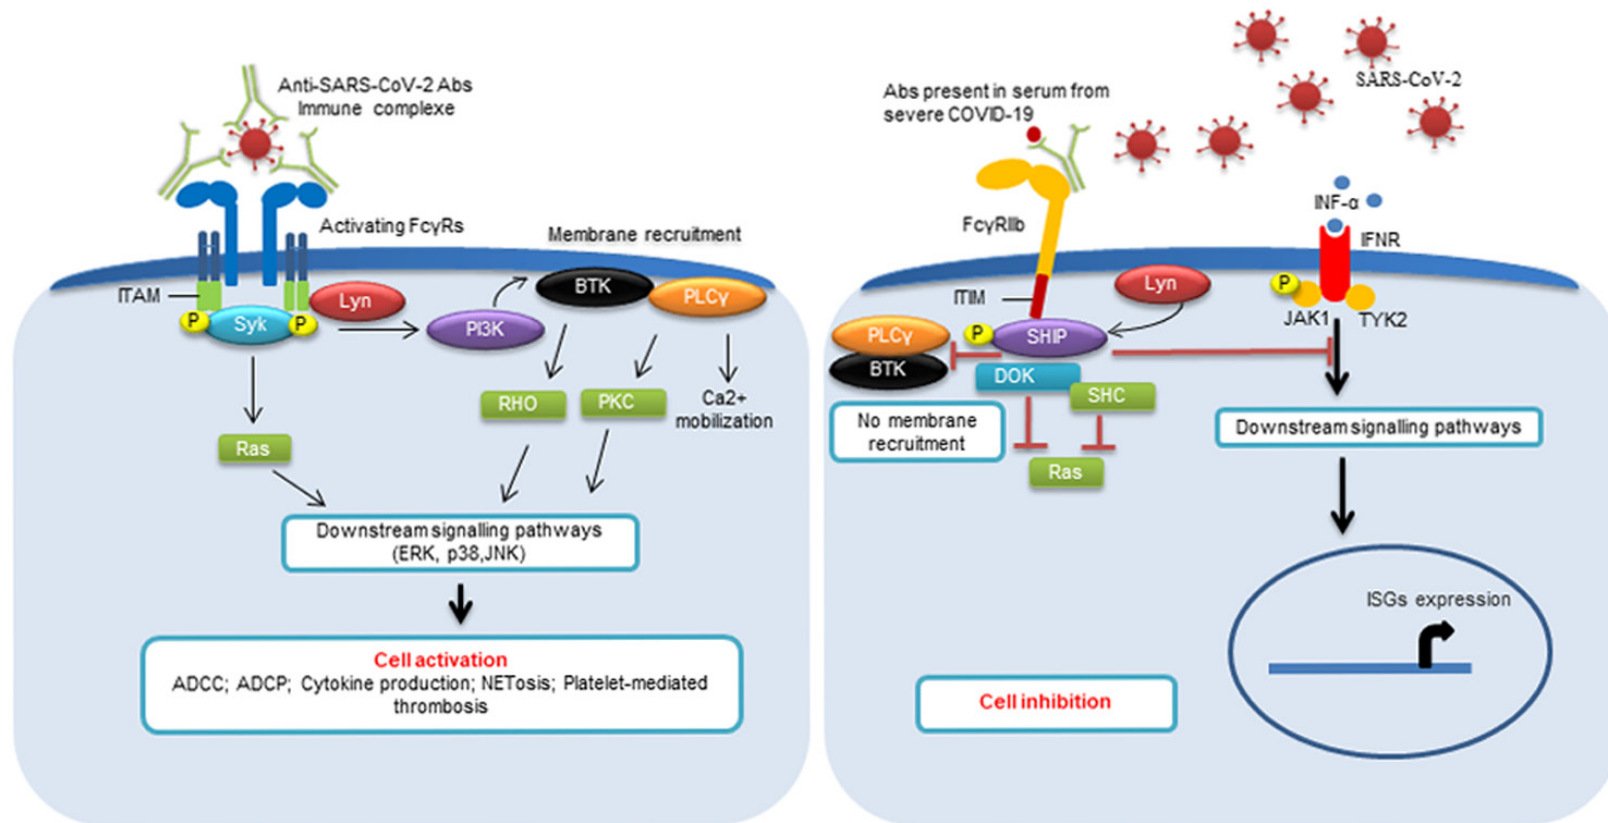 Anti-SARS-CoV-2 Abs
Immune complexe
Activating FcγRs
Membrane recruitment
ITAM
P
Syk
P
Lyn
PI3K
BTK
PLCγ
RHO
PKC
Ca2+
mobilization
Ras
Downstream signalling pathways
(ERK, p38,JNK)
Cell activation
ADCC; ADCP; Cytokine production; NETosis; Platelet-mediated
thrombosis
Abs present in serum from
severe COVID-19
SARS-CoV-2
FcγRIIb
INF-α
IFNR
ITIM
Lyn
P
JAK1
TYK2
PLCγ
BTK
P
SHIP
DOK
SHC
No membrane
recruitment
Ras
Downstream signalling pathways
ISGs expression
Cell inhibition